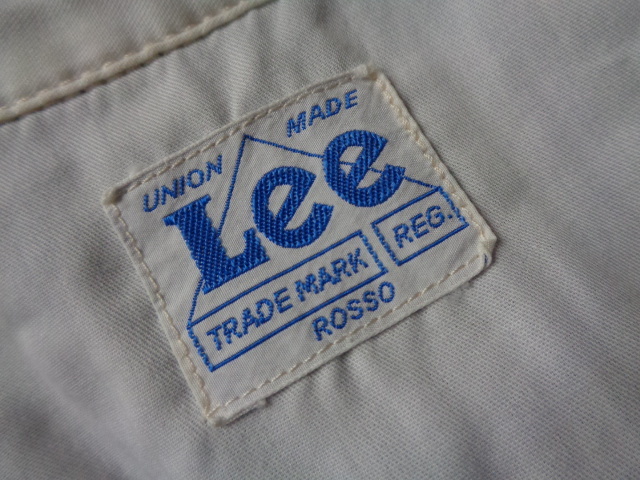 UNION MADE
Lee
TRADE MARK REG.
ROSSO